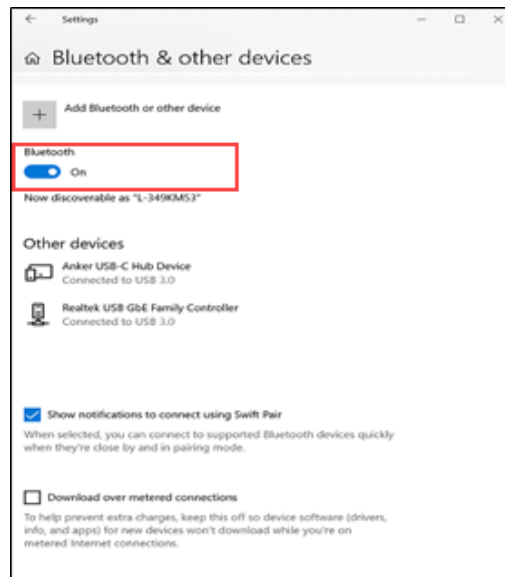 Settings
Bluetooth & other devices
Add Bluetooth or other device
Bluetooth
On
Now discoverable as "L-349KM53"
Other devices
Anker USB-C Hub Device
Connected to USB 3.0
Realtek USB GbE Family Controller
Connected to USB 3.0
Show notifications to connect using Swift Pair
When selected, you can connect to supported Bluetooth devices quickly
when they're close by and in pairing mode.
Download over metered connections
To help prevent extra charges, keep this off so device software (drivers,
info, and apps) for new devices won't download while you're on
metered Internet connections.